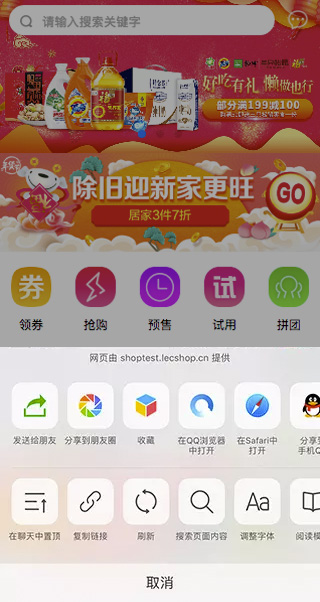 请输入搜索关键字
好吃有礼 懒做也行
部分满199减100
除旧迎新家更旺
GO
居家3件7折
券
试
领券
抢购
预售
试用
拼团
网页由 shoptest.lecshop.cn 提供
发送给朋友
分享到朋友圈
收藏
在QQ浏览器
中打开
在Safari中
打开
分享到
手机Q
在聊天中置顶
复制链接
刷新
搜索页面内容
Aa
调整字体
阅读模
取消